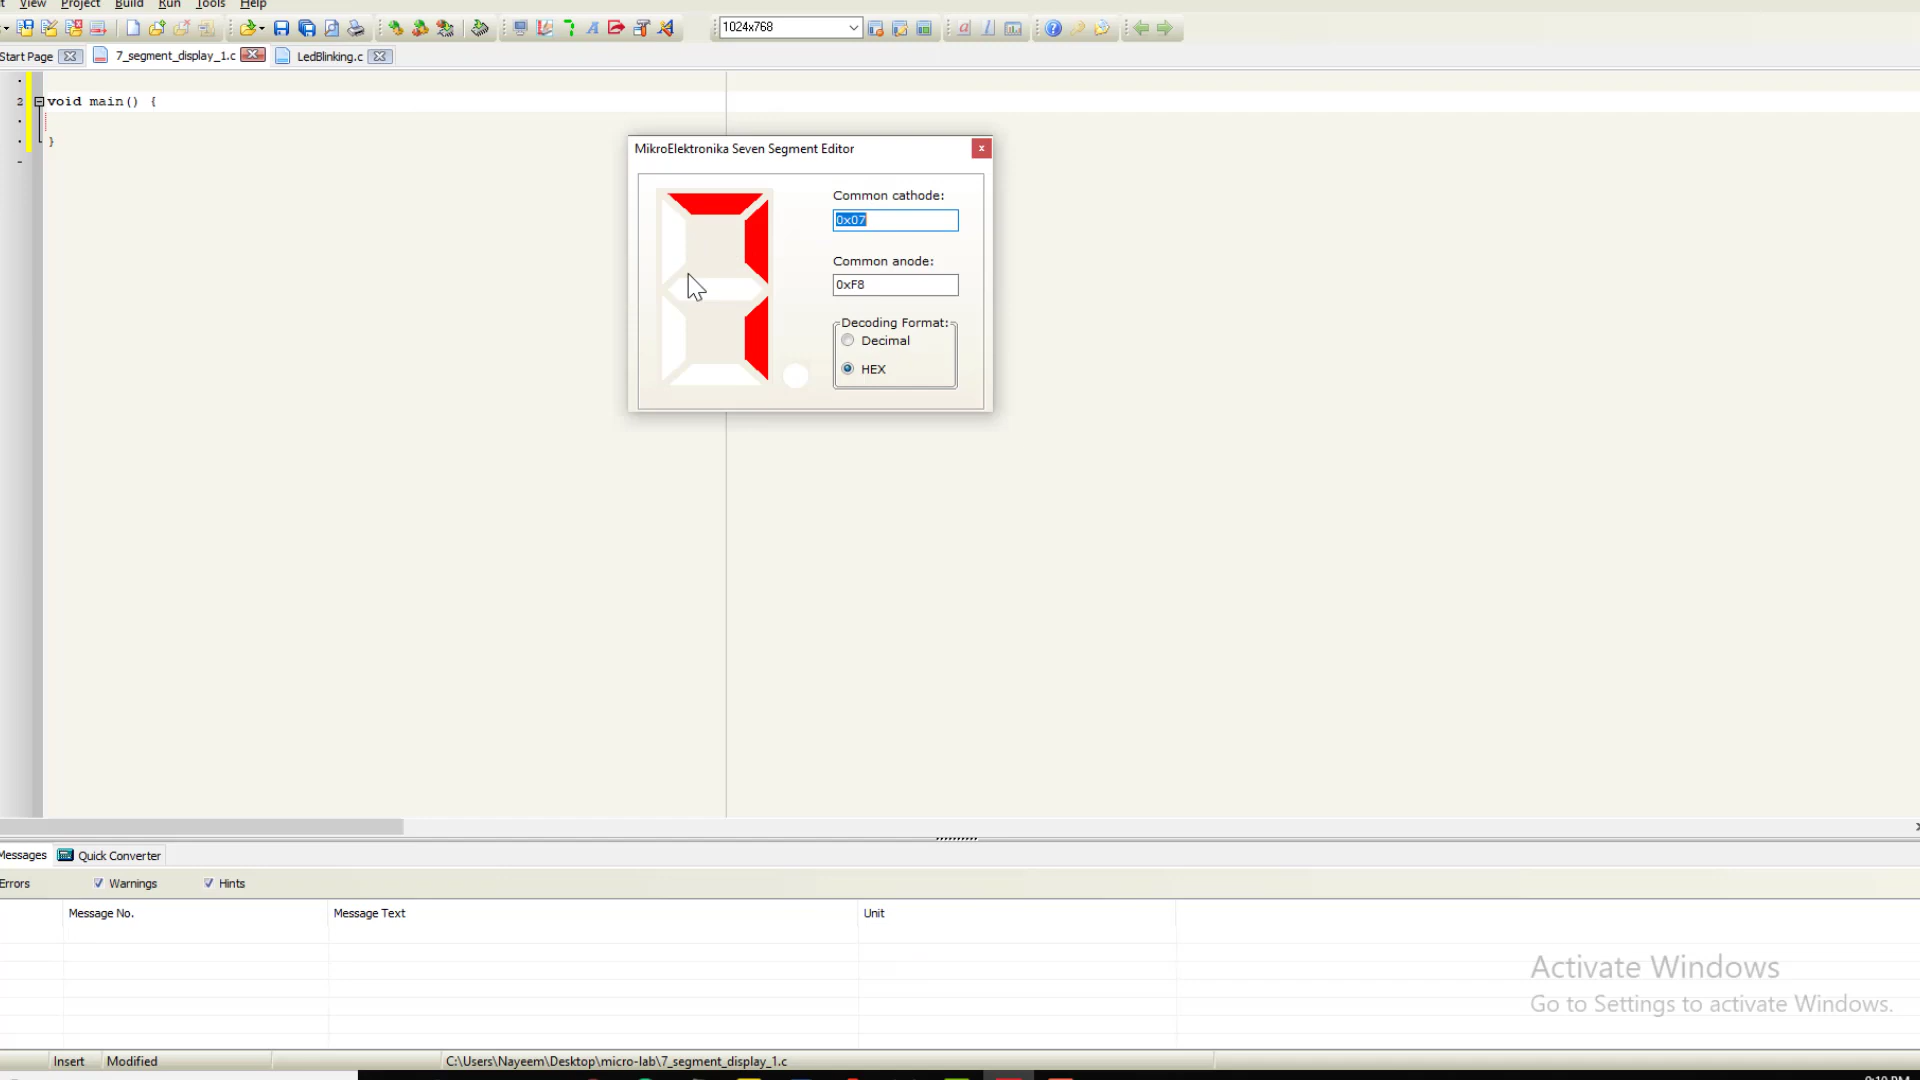 View Project Build Run Tools Help
1024x768
Start Page 7_segment_display_1.c LedBlinking.c
2 void main() {
}
MikroElektronika Seven Segment Editor
Common cathode:
0x07
Common anode:
0xF8
Decoding Format:
Decimal
HEX
Messages Quick Converter
Errors Warnings Hints
Message No. Message Text Unit
Activate Windows
Go to Settings to activate Windows.
Insert Modified C:\Users\Nayeem\Desktop\micro-lab\7_segment_display_1.c